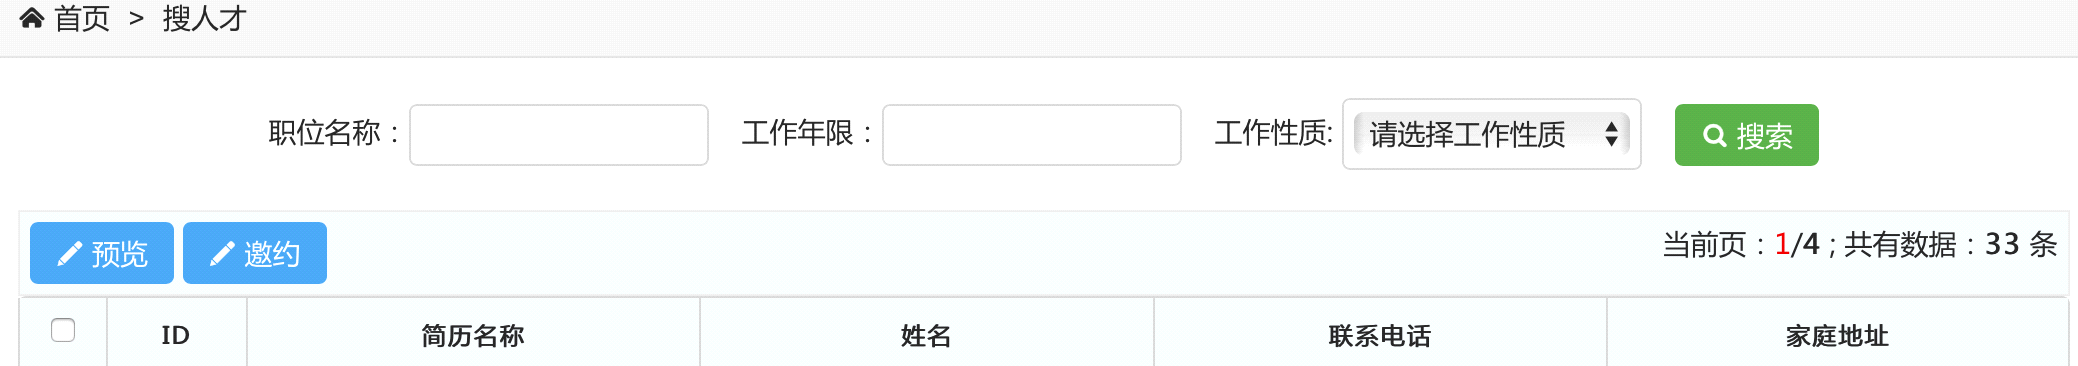 首页 > 搜人才
职位名称： 工作年限： 工作性质: 请选择工作性质 搜索
预览 邀约 当前页：1/4 ; 共有数据：33 条
ID 简历名称 姓名 联系电话 家庭地址